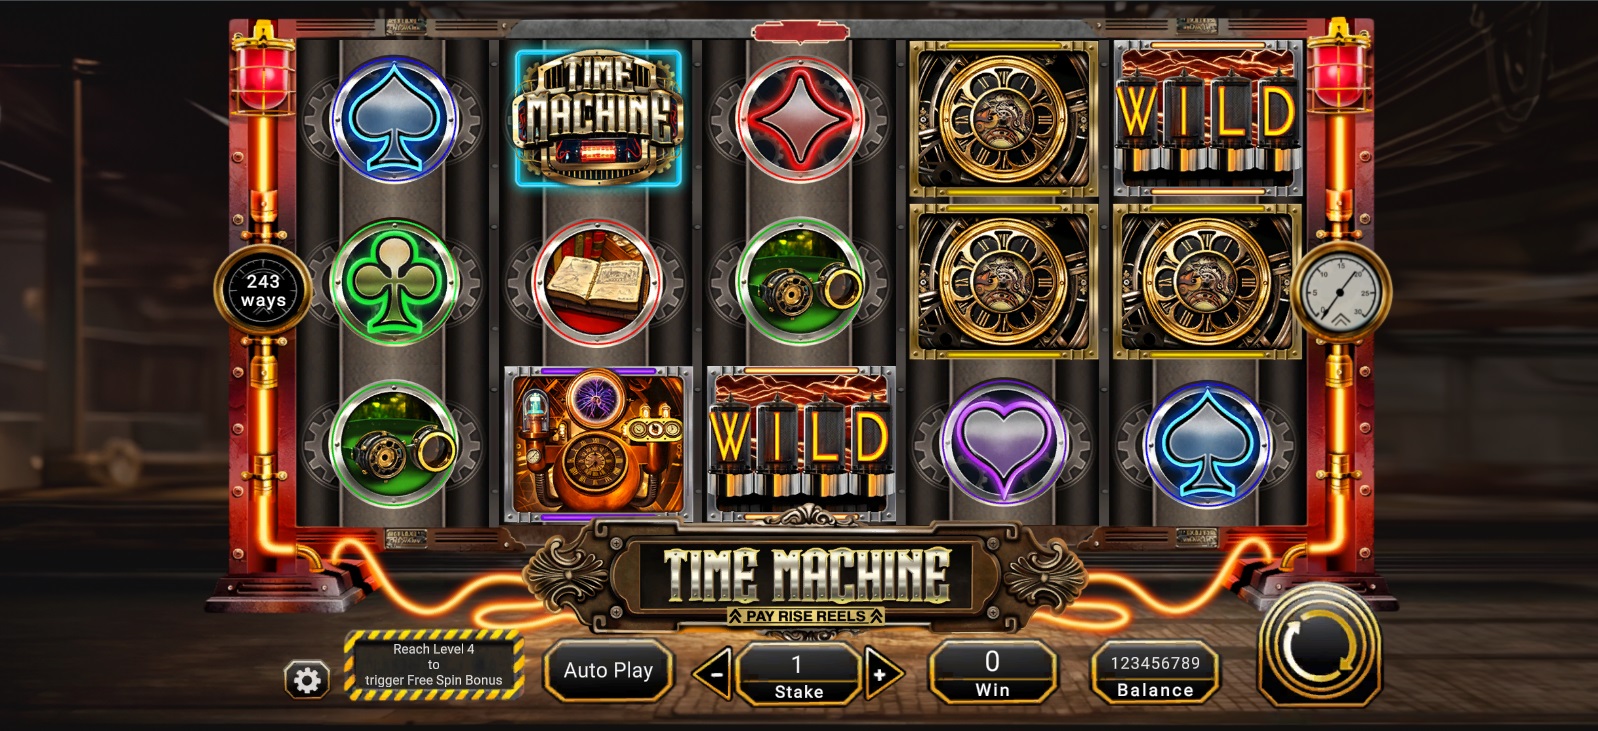 TIME
MACHINE
WILD
243
ways
WILD
TIME MACHINE
PAY RISE REELS
Reach Level 4
to
trigger Free Spin Bonus
Auto Play
-
1
Stake
+
0
Win
123456789
Balance